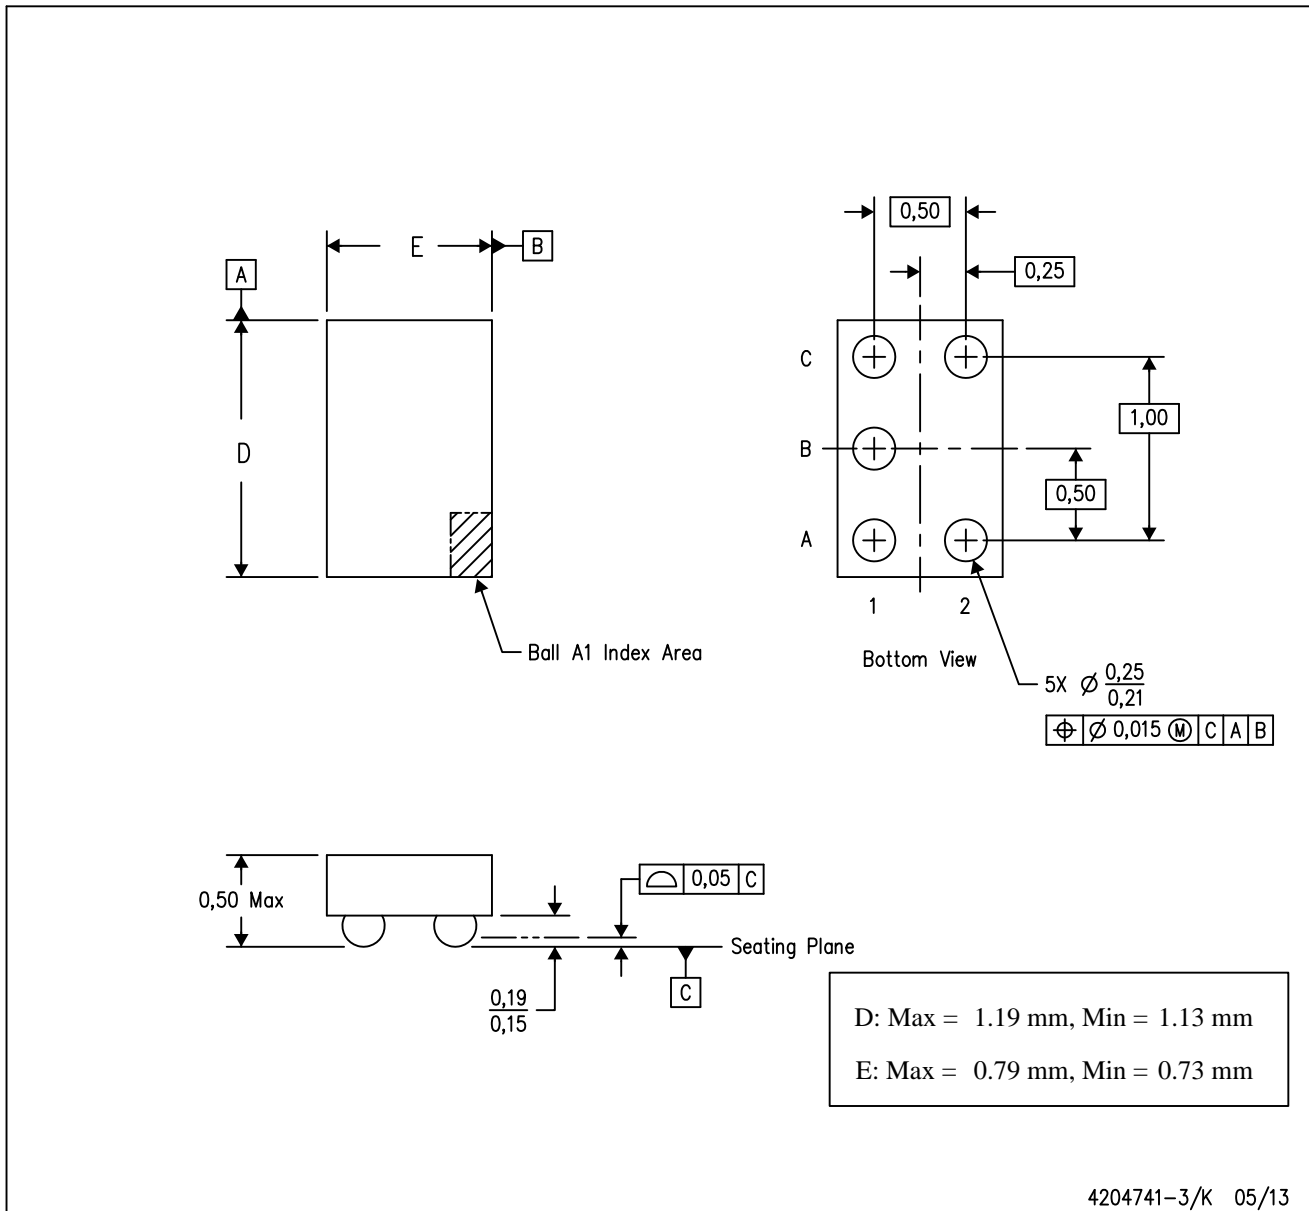 0,50
E
B
0,25
A
C
D
B
1,00
0,50
A
1 2
Ball A1 Index Area
Bottom View
5X Ø 0,25
0,21
⌖ Ø 0,015 Ⓜ C A B
0,05 C
0,50 Max
Seating Plane
0,19
0,15
C
D: Max = 1.19 mm, Min = 1.13 mm
E: Max = 0.79 mm, Min = 0.73 mm
4204741-3/K 05/13